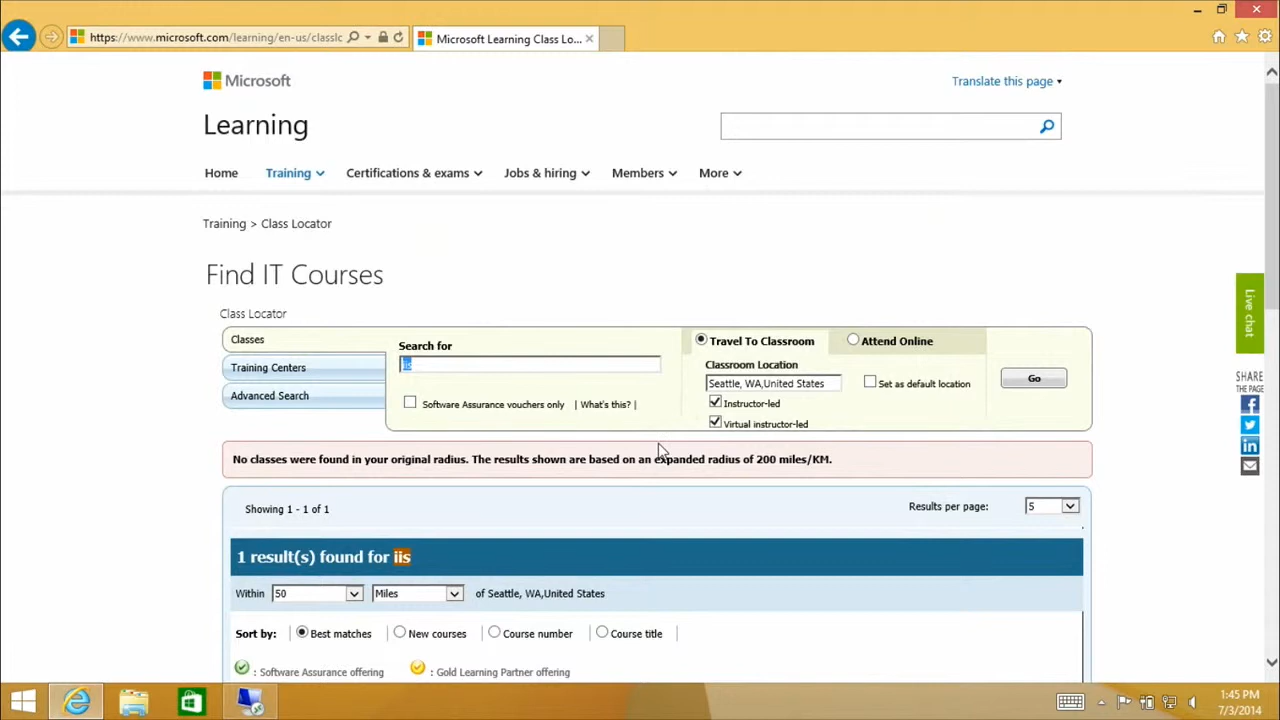 https://www.microsoft.com/learning/en-us/classlc
Microsoft Learning Class Lo...
Microsoft
Translate this page
Learning
Home Training Certifications & exams Jobs & hiring Members More
Training > Class Locator
Find IT Courses
Class Locator
Classes
Training Centers
Advanced Search
Search for
iis
Software Assurance vouchers only | What's this? |
Travel To Classroom
Attend Online
Classroom Location
Seattle, WA,United States
Set as default location
Instructor-led
Virtual instructor-led
Go
Live chat
SHARE
THE PAGE
No classes were found in your original radius. The results shown are based on an expanded radius of 200 miles/KM.
Showing 1 - 1 of 1
Results per page: 5
1 result(s) found for iis
Within 50 Miles of Seattle, WA,United States
Sort by: | Best matches | New courses | Course number | Course title |
: Software Assurance offering : Gold Learning Partner offering
1:45 PM
7/3/2014